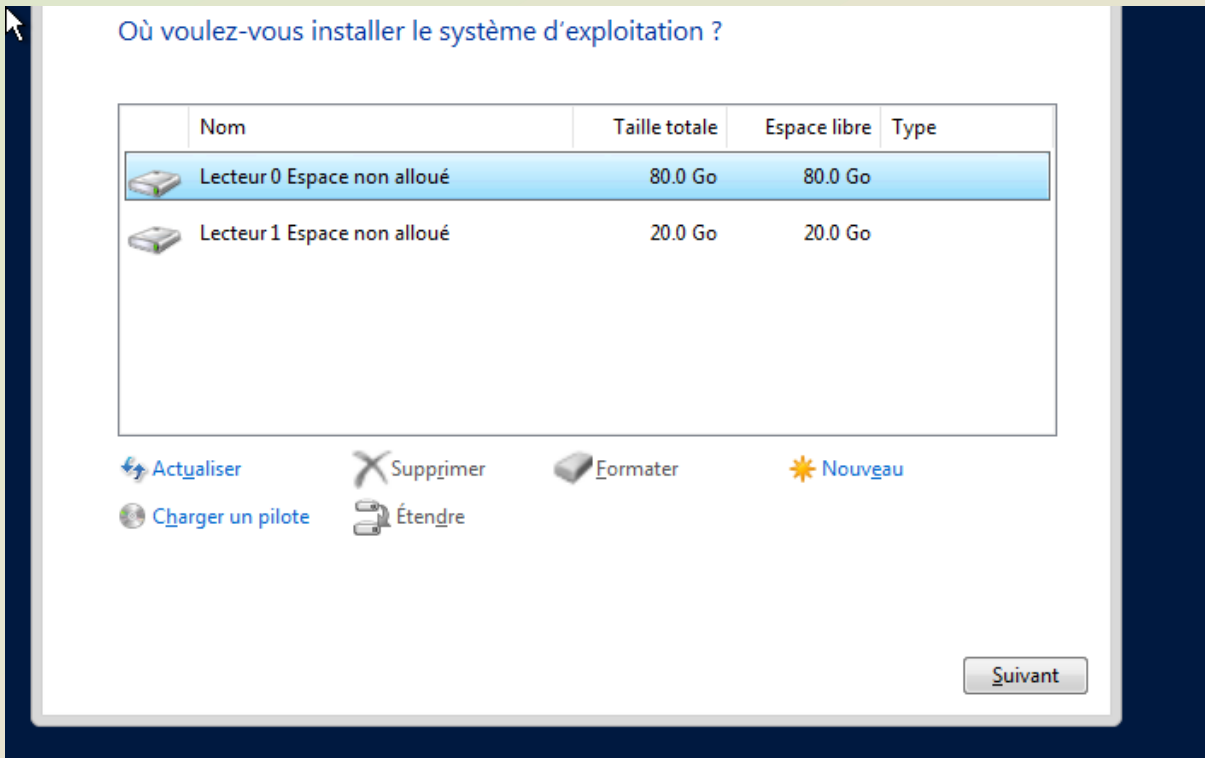 Où voulez-vous installer le système d’exploitation ?
Nom Taille totale Espace libre Type
Lecteur 0 Espace non alloué 80.0 Go 80.0 Go
Lecteur 1 Espace non alloué 20.0 Go 20.0 Go
Actualiser Supprimer Formater Nouveau
Charger un pilote Étendre
Suivant